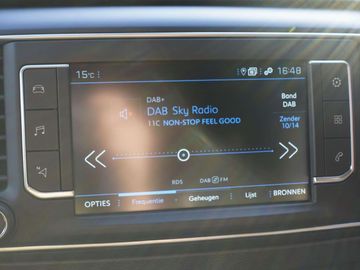 15°C 16:48
DAB+
Band
DAB
DAB Sky Radio
11C NON-STOP FEEL GOOD
Zender
10/14
RDS DAB FM
OPTIES Frequentie Geheugen Lijst BRONNEN